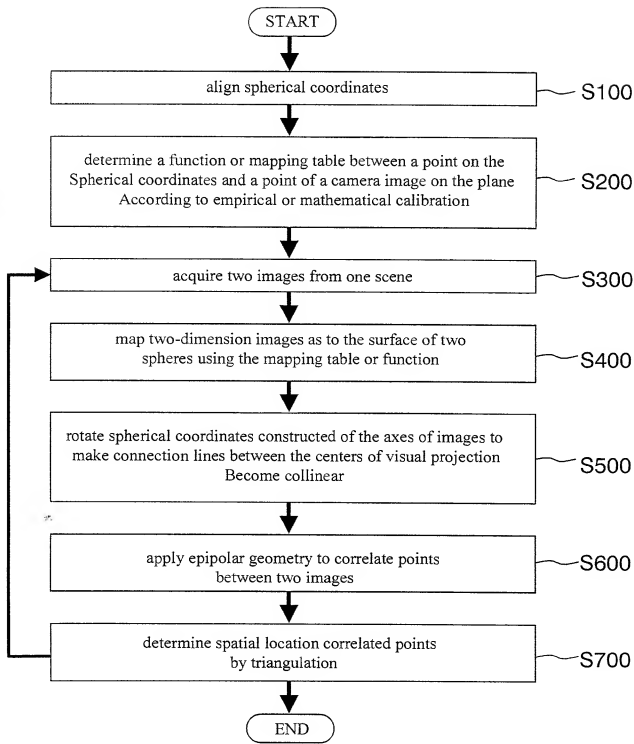 START
align spherical coordinates
S100
determine a function or mapping table between a point on the
Spherical coordinates and a point of a camera image on the plane
According to empirical or mathematical calibration
S200
acquire two images from one scene
S300
map two-dimension images as to the surface of two
spheres using the mapping table or function
S400
rotate spherical coordinates constructed of the axes of images to
make connection lines between the centers of visual projection
Become collinear
S500
apply epipolar geometry to correlate points
between two images
S600
determine spatial location correlated points
by triangulation
S700
END